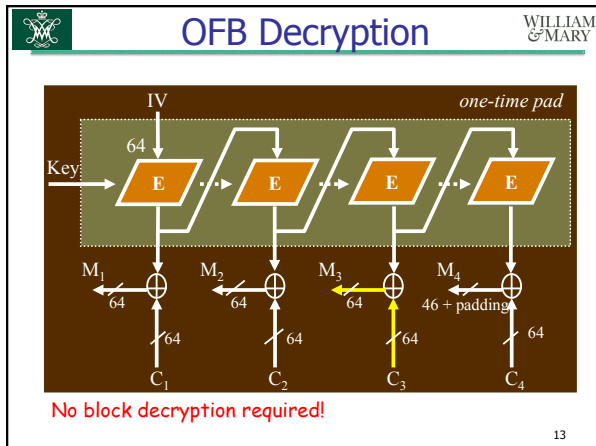 OFB Decryption
WILLIAM
& MARY
IV
one-time pad
64
Key
E E E E
M1 M2 M3 M4
64 64 64 46 + padding
64 64 64 64
C1 C2 C3 C4
No block decryption required!
13